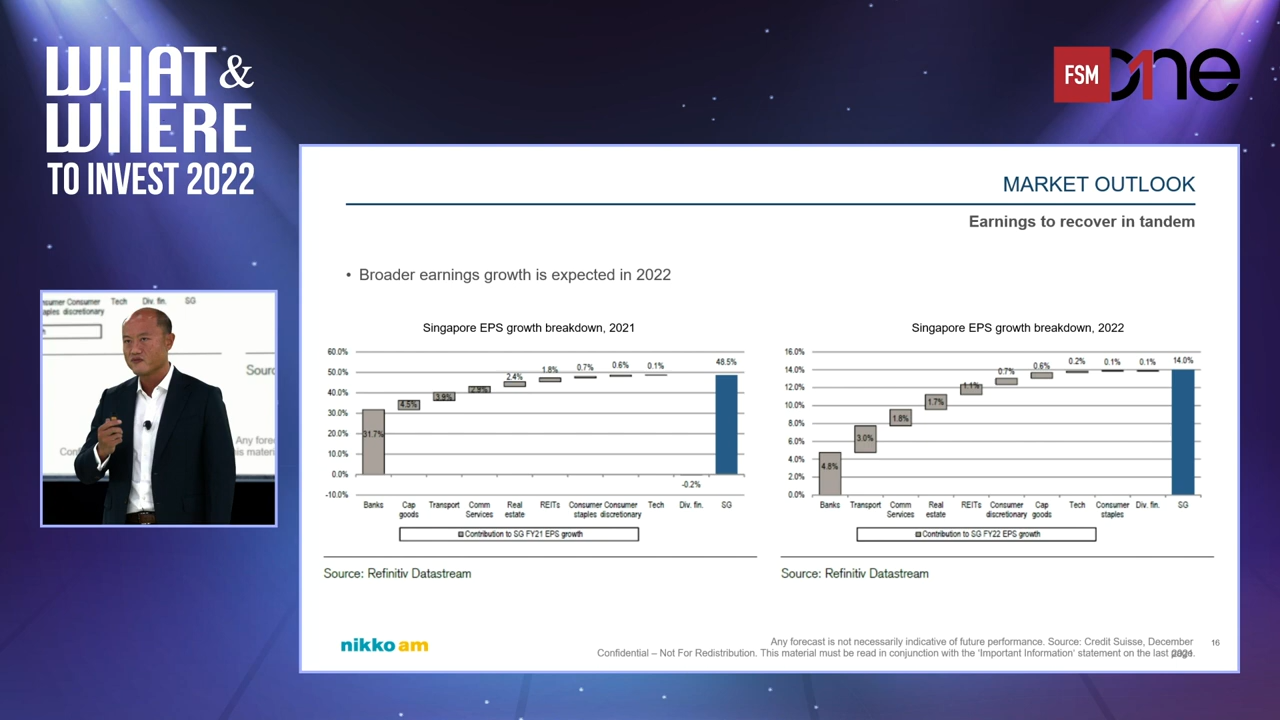 WHAT &
WHERE
TO INVEST 2022
FSM One
MARKET OUTLOOK
Earnings to recover in tandem
• Broader earnings growth is expected in 2022
Singapore EPS growth breakdown, 2021
60.0%
50.0%
40.0%
30.0%
20.0%
10.0%
0.0%
-10.0%
31.7%
4.5%
3.9%
2.9%
2.4%
1.8%
0.7%
0.6%
0.1%
-0.2%
48.5%
Banks
Cap goods
Transport
Comm Services
Real estate
REITs
Consumer staples
Consumer discretionary
Tech
Div. fin.
SG
Contribution to SG FY21 EPS growth
Source: Refinitiv Datastream
Singapore EPS growth breakdown, 2022
16.0%
14.0%
12.0%
10.0%
8.0%
6.0%
4.0%
2.0%
0.0%
4.8%
3.0%
1.8%
1.7%
1.1%
0.7%
0.6%
0.2%
0.1%
0.1%
14.0%
Banks
Transport
Comm Services
Real estate
REITs
Consumer discretionary
Cap goods
Tech
Consumer staples
Div. fin.
SG
Contribution to SG FY22 EPS growth
Source: Refinitiv Datastream
nikko am
Any forecast is not necessarily indicative of future performance. Source: Credit Suisse, December
2021
Confidential – Not For Redistribution. This material must be read in conjunction with the 'Important Information' statement on the last page.
16
nsumer Consumer Tech Div. fin. SG
aples discretionary
Sourc
Any fore
Conf
his materi